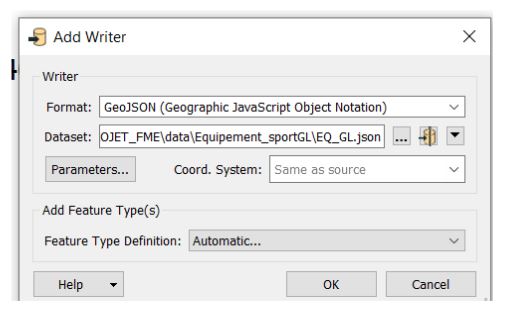 Add Writer
Writer
Format: GeoJSON (Geographic JavaScript Object Notation)
Dataset: OJET_FME\data\Equipement_sportGL\EQ_GL.json ...
Parameters... Coord. System: Same as source
Add Feature Type(s)
Feature Type Definition: Automatic...
Help OK Cancel